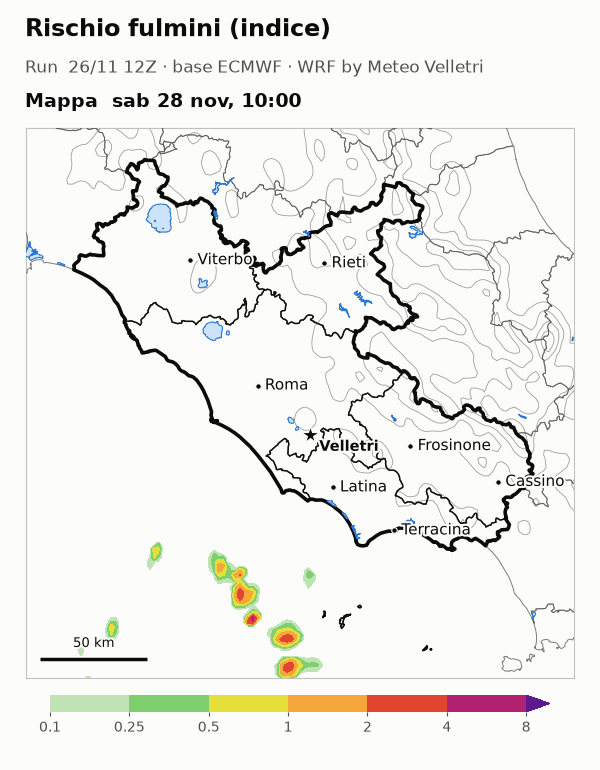 Rischio fulmini (indice)
Run  26/11 12Z · base ECMWF · WRF by Meteo Velletri
Mappa  sab 28 nov, 10:00
Viterbo
Rieti
Roma
Velletri
Frosinone
Latina
Cassino
Terracina
50 km
0.1 0.25 0.5 1 2 4 8